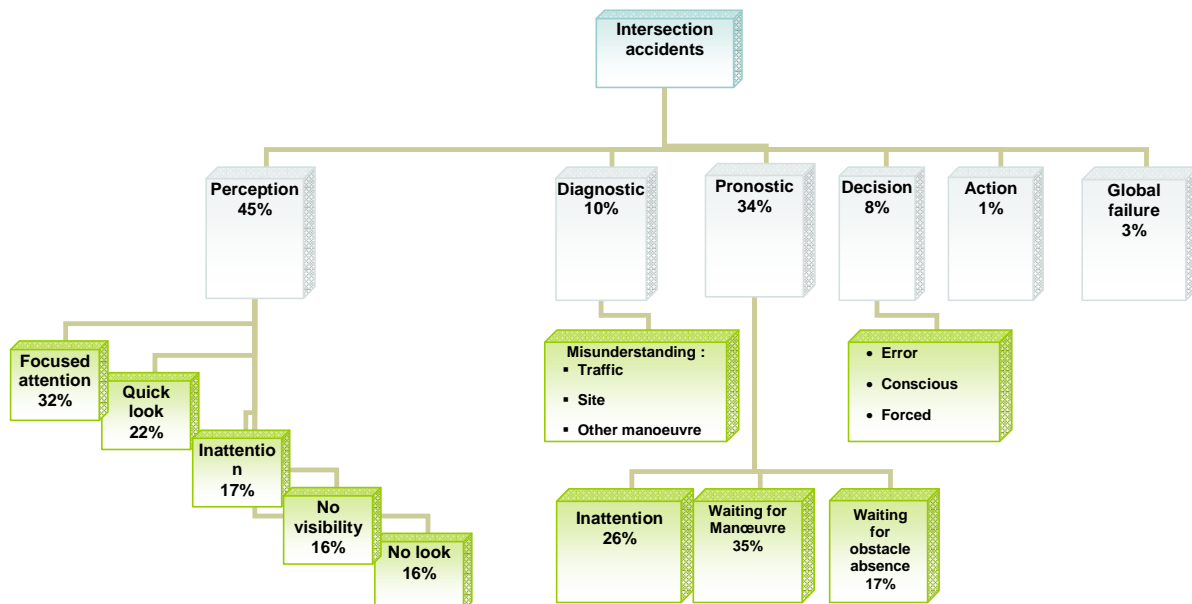 Intersection
accidents
Perception
45%
Diagnostic
10%
Pronostic
34%
Decision
8%
Action
1%
Global
failure
3%
Focused
attention
32%
Quick
look
22%
Inattentio
n
17%
No
visibility
16%
No look
16%
Misunderstanding :
▪ Traffic
▪ Site
▪ Other manoeuvre
• Error
• Conscious
• Forced
Inattention
26%
Waiting for
Manœuvre
35%
Waiting
for
obstacle
absence
17%